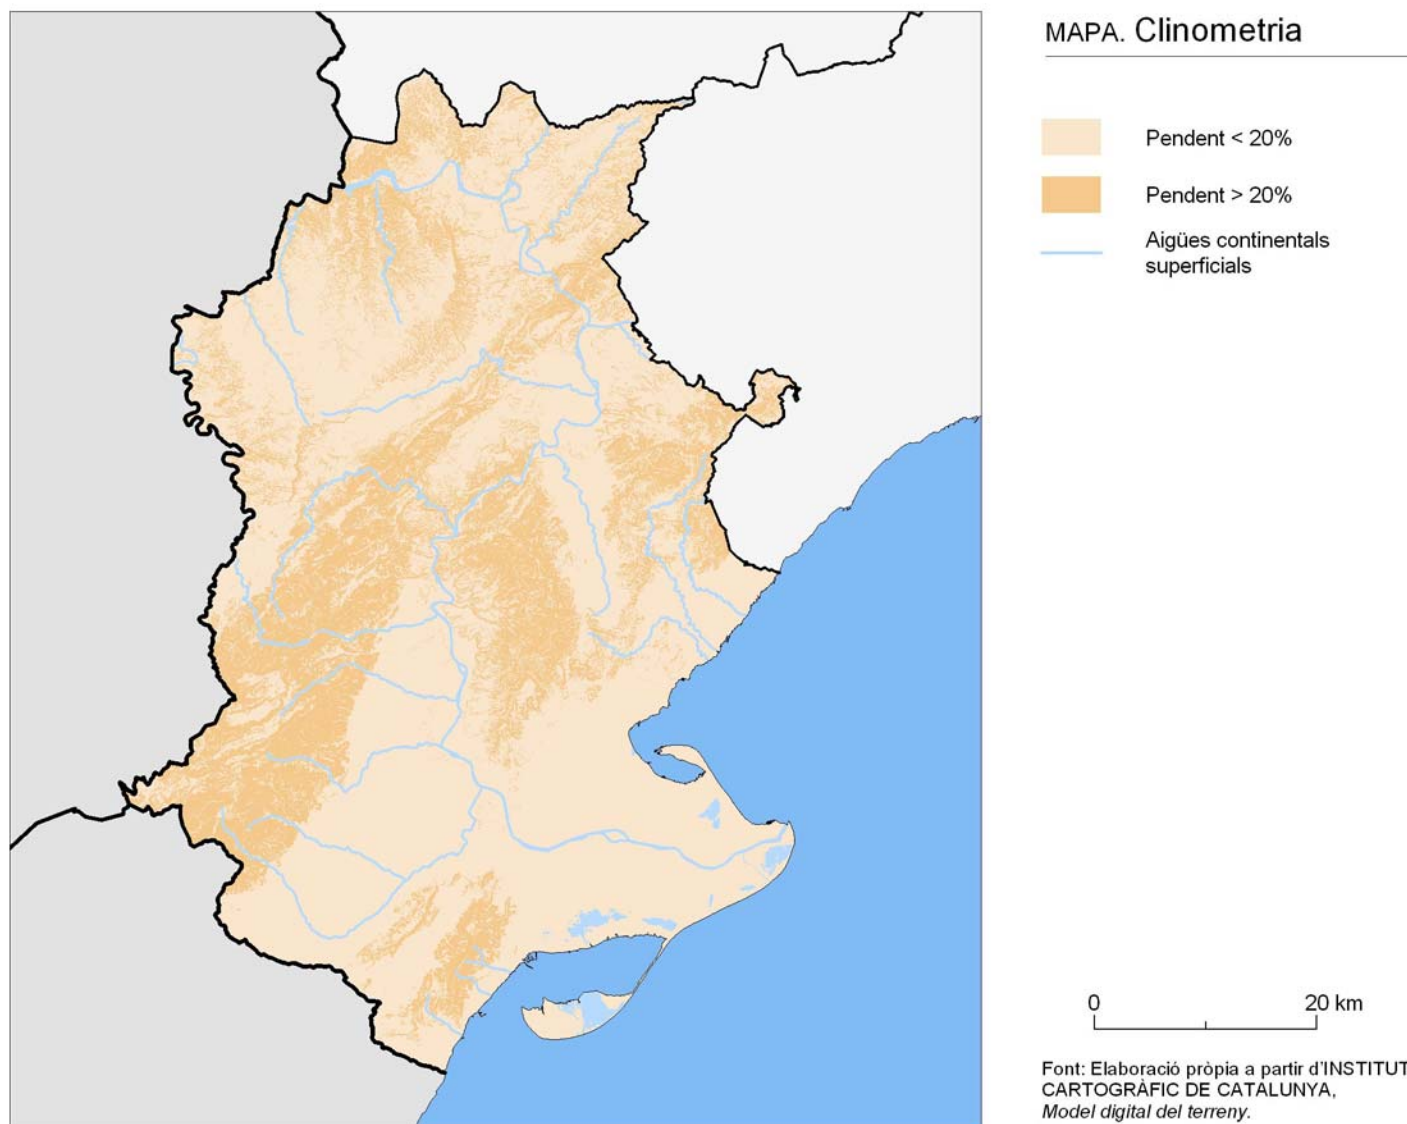 MAPA. Clinometria
Pendent < 20%
Pendent > 20%
Aigües continentals
superficials
0 20 km
Font: Elaboració pròpia a partir d'INSTITUT
CARTOGRÀFIC DE CATALUNYA,
Model digital del terreny.